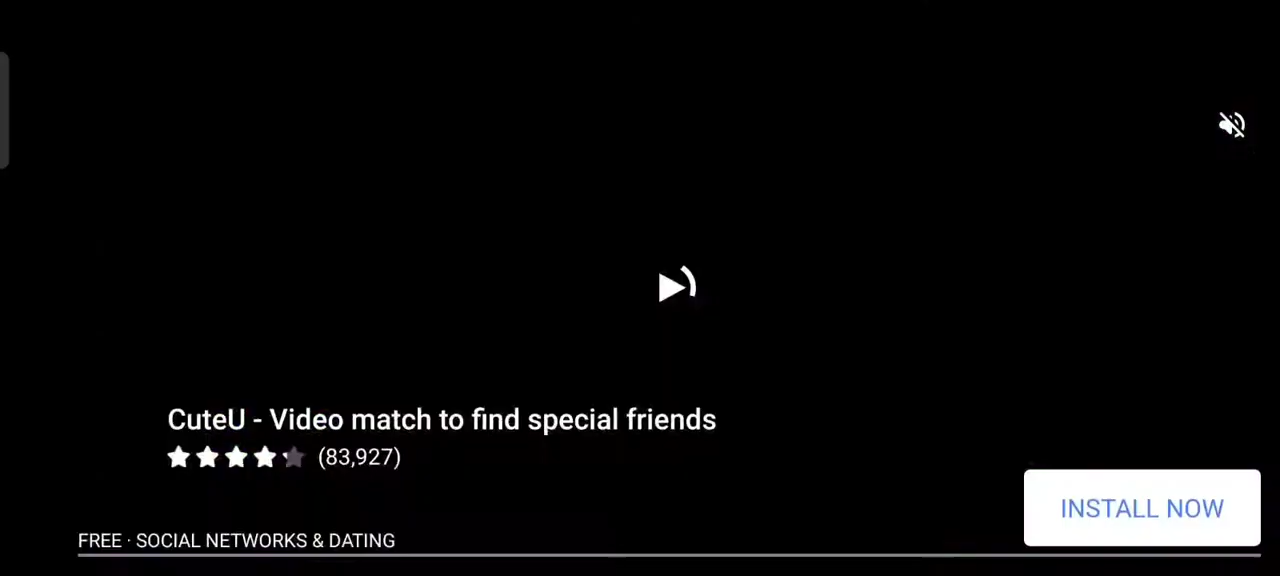 CuteU - Video match to find special friends
(83,927)
INSTALL NOW
FREE · SOCIAL NETWORKS & DATING